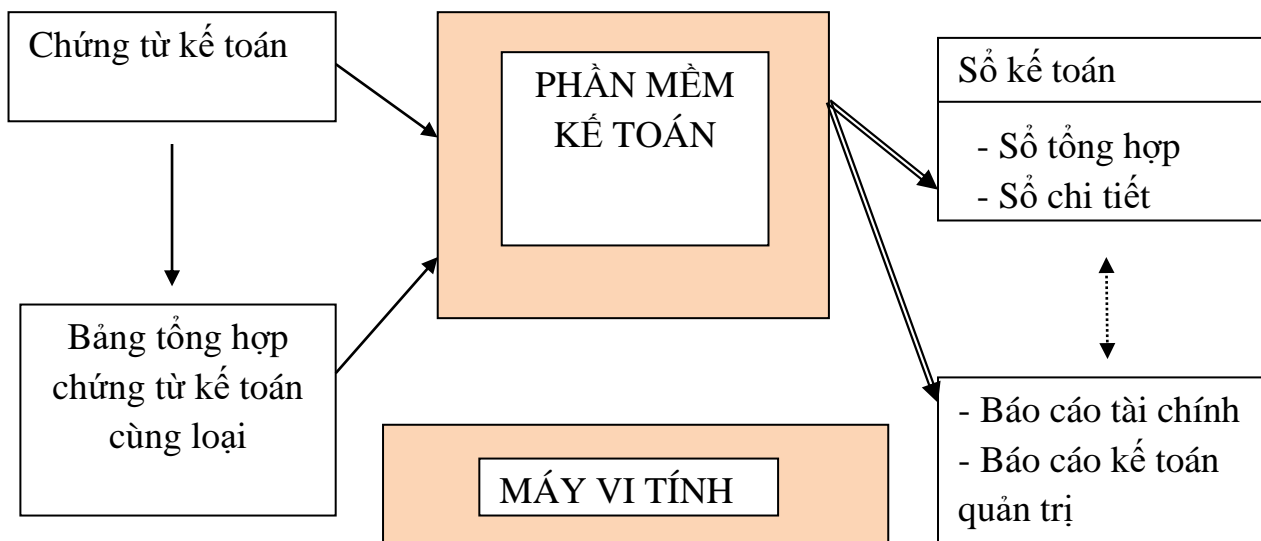 Chứng từ kế toán
Bảng tổng hợp
chứng từ kế toán
cùng loại
PHẦN MỀM
KẾ TOÁN
MÁY VI TÍNH
Sổ kế toán
- Sổ tổng hợp
- Sổ chi tiết
- Báo cáo tài chính
- Báo cáo kế toán
quản trị